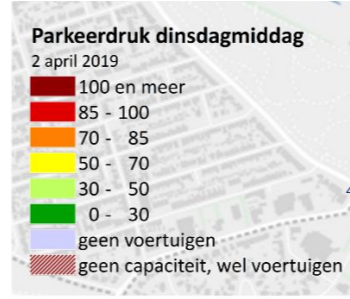 Parkeerdruk dinsdagmiddag
2 april 2019
100 en meer
85 - 100
70 - 85
50 - 70
30 - 50
0 - 30
geen voertuigen
geen capaciteit, wel voertuigen